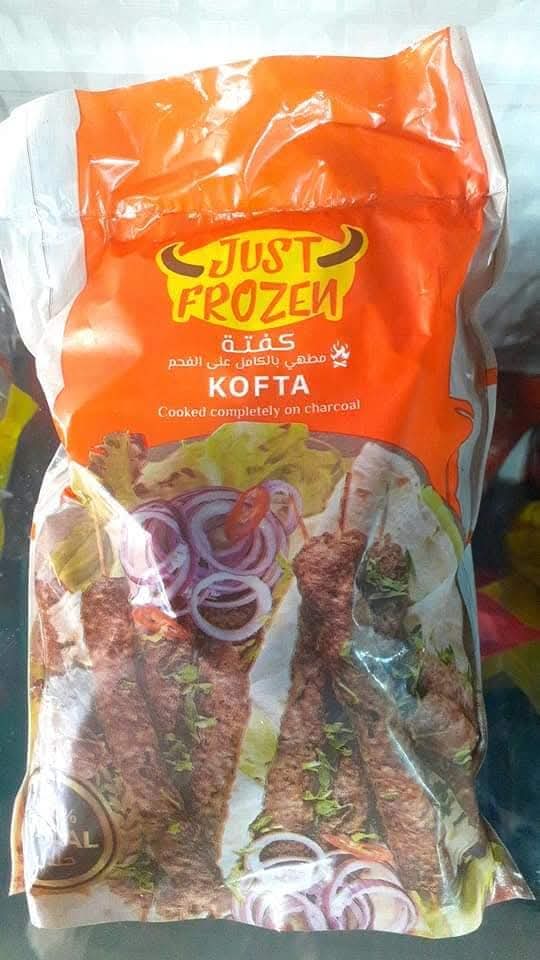 JUST
FROZEN
كفتة
مطهي بالكامل على الفحم
KOFTA
Cooked completely on charcoal